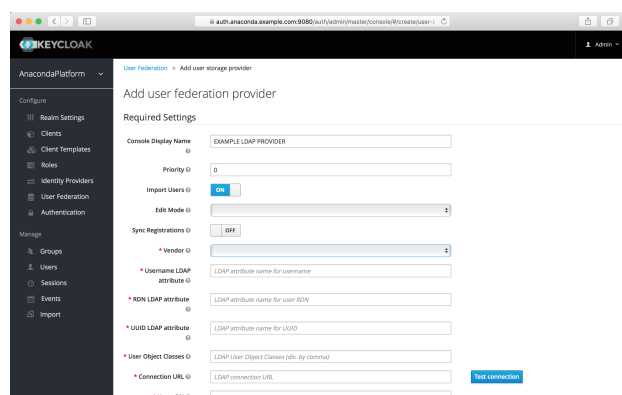 auth.anaconda.example.com:9080/auth/admin/master/console/#/create/user-s
KEYCLOAK
Admin
AnacondaPlatform
User Federation » Add user storage provider
Add user federation provider
Configure
Required Settings
Realm Settings
Clients
Client Templates
Roles
Identity Providers
User Federation
Authentication
Manage
Groups
Users
Sessions
Events
Import
Console Display Name
EXAMPLE LDAP PROVIDER
Priority
0
Import Users
ON
Edit Mode
Sync Registrations
OFF
* Vendor
* Username LDAP
attribute
LDAP attribute name for username
* RDN LDAP attribute
LDAP attribute name for user RDN
* UUID LDAP attribute
LDAP attribute name for UUID
* User Object Classes
LDAP User Object Classes (div. by comma)
* Connection URL
LDAP connection URL
Test connection